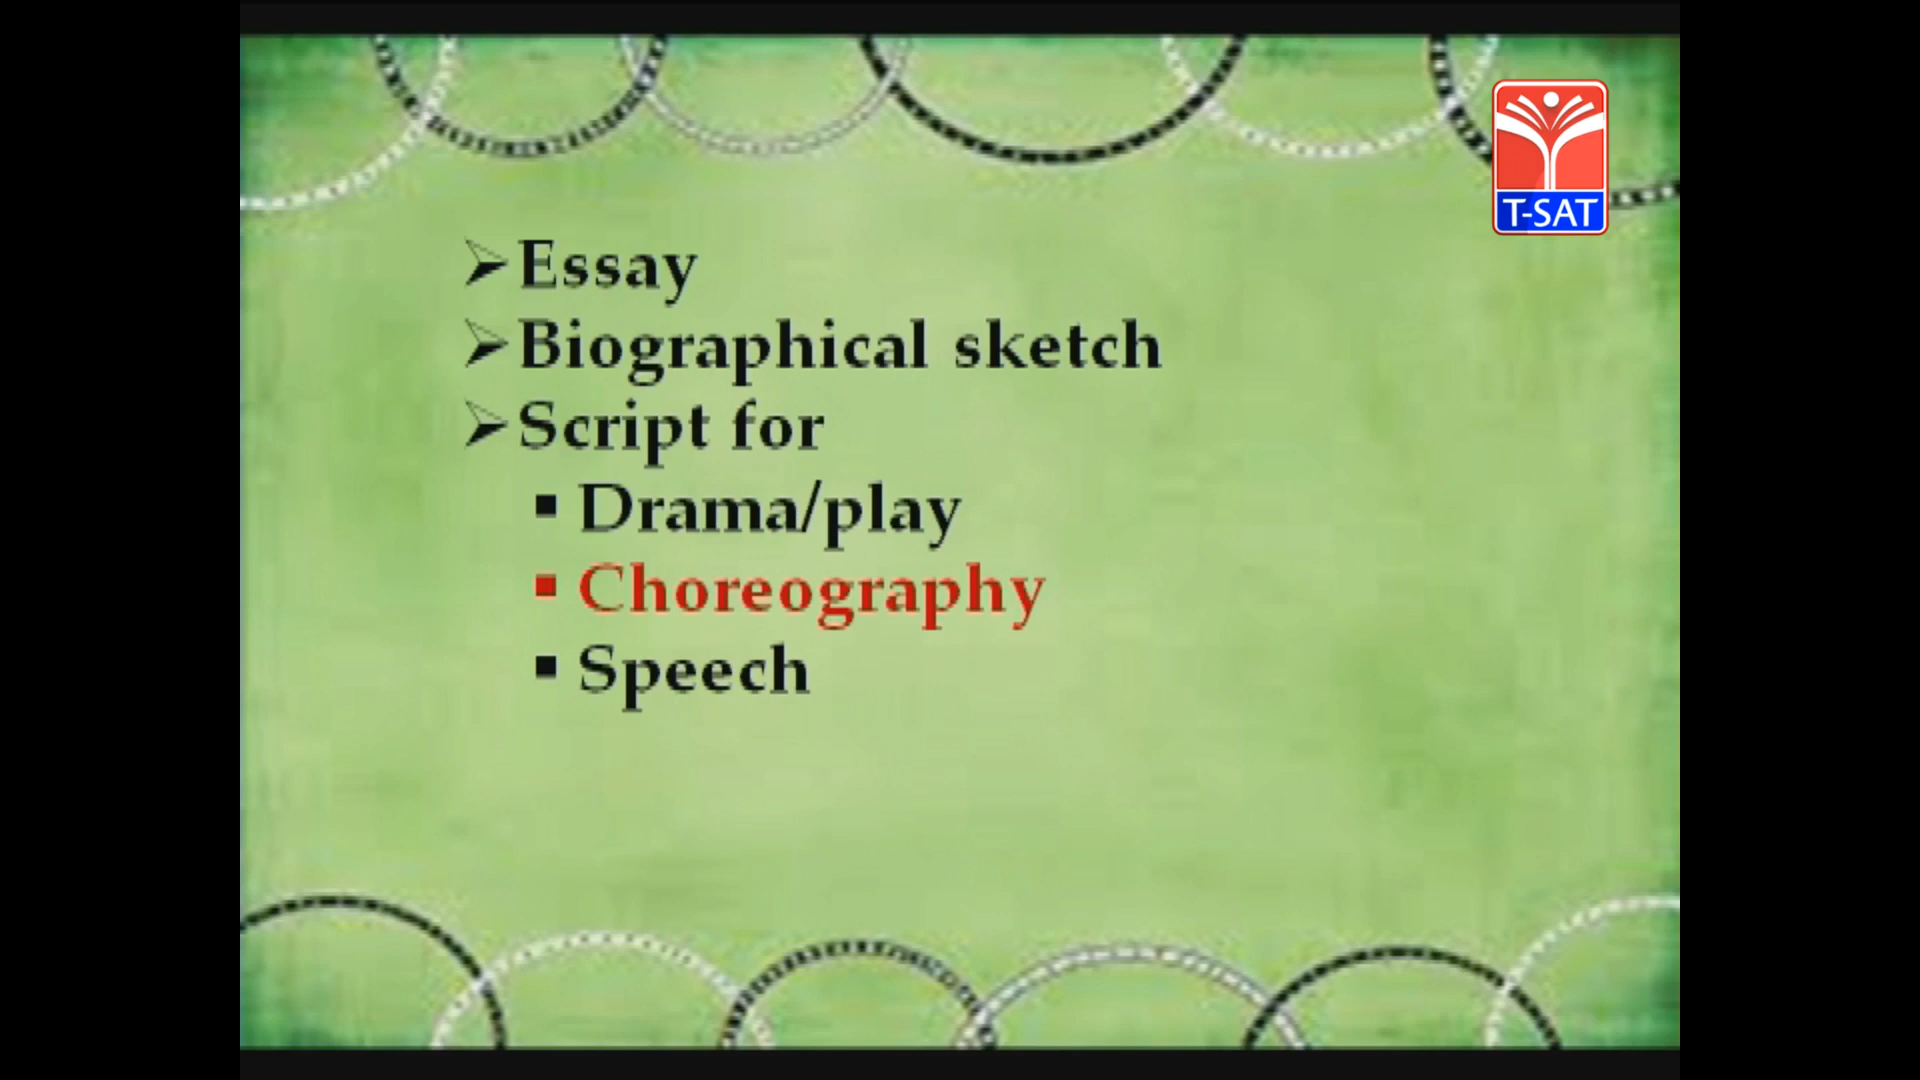 T-SAT
➢Essay
➢Biographical sketch
➢Script for
▪ Drama/play
▪ Choreography
▪ Speech